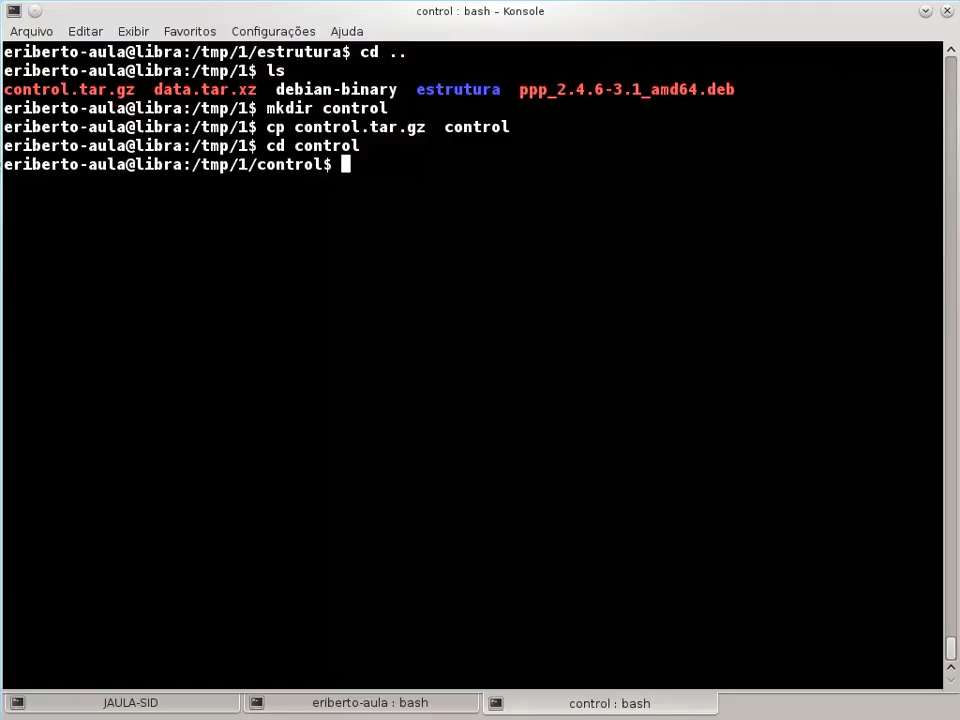 control : bash – Konsole
Arquivo Editar Exibir Favoritos Configurações Ajuda
eriberto-aula@libra:/tmp/1/estrutura$ cd ..
eriberto-aula@libra:/tmp/1$ ls
control.tar.gz  data.tar.xz  debian-binary  estrutura  ppp_2.4.6-3.1_amd64.deb
eriberto-aula@libra:/tmp/1$ mkdir control
eriberto-aula@libra:/tmp/1$ cp control.tar.gz  control
eriberto-aula@libra:/tmp/1$ cd control
eriberto-aula@libra:/tmp/1/control$
JAULA-SID eriberto-aula : bash control : bash